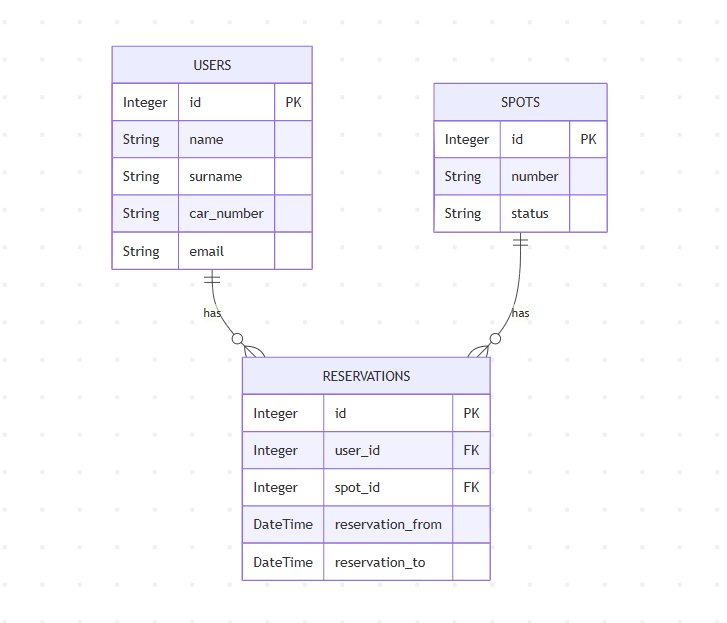 USERS
Integer id PK
String name
String surname
String car_number
String email
SPOTS
Integer id PK
String number
String status
has
has
RESERVATIONS
Integer id PK
Integer user_id FK
Integer spot_id FK
DateTime reservation_from
DateTime reservation_to